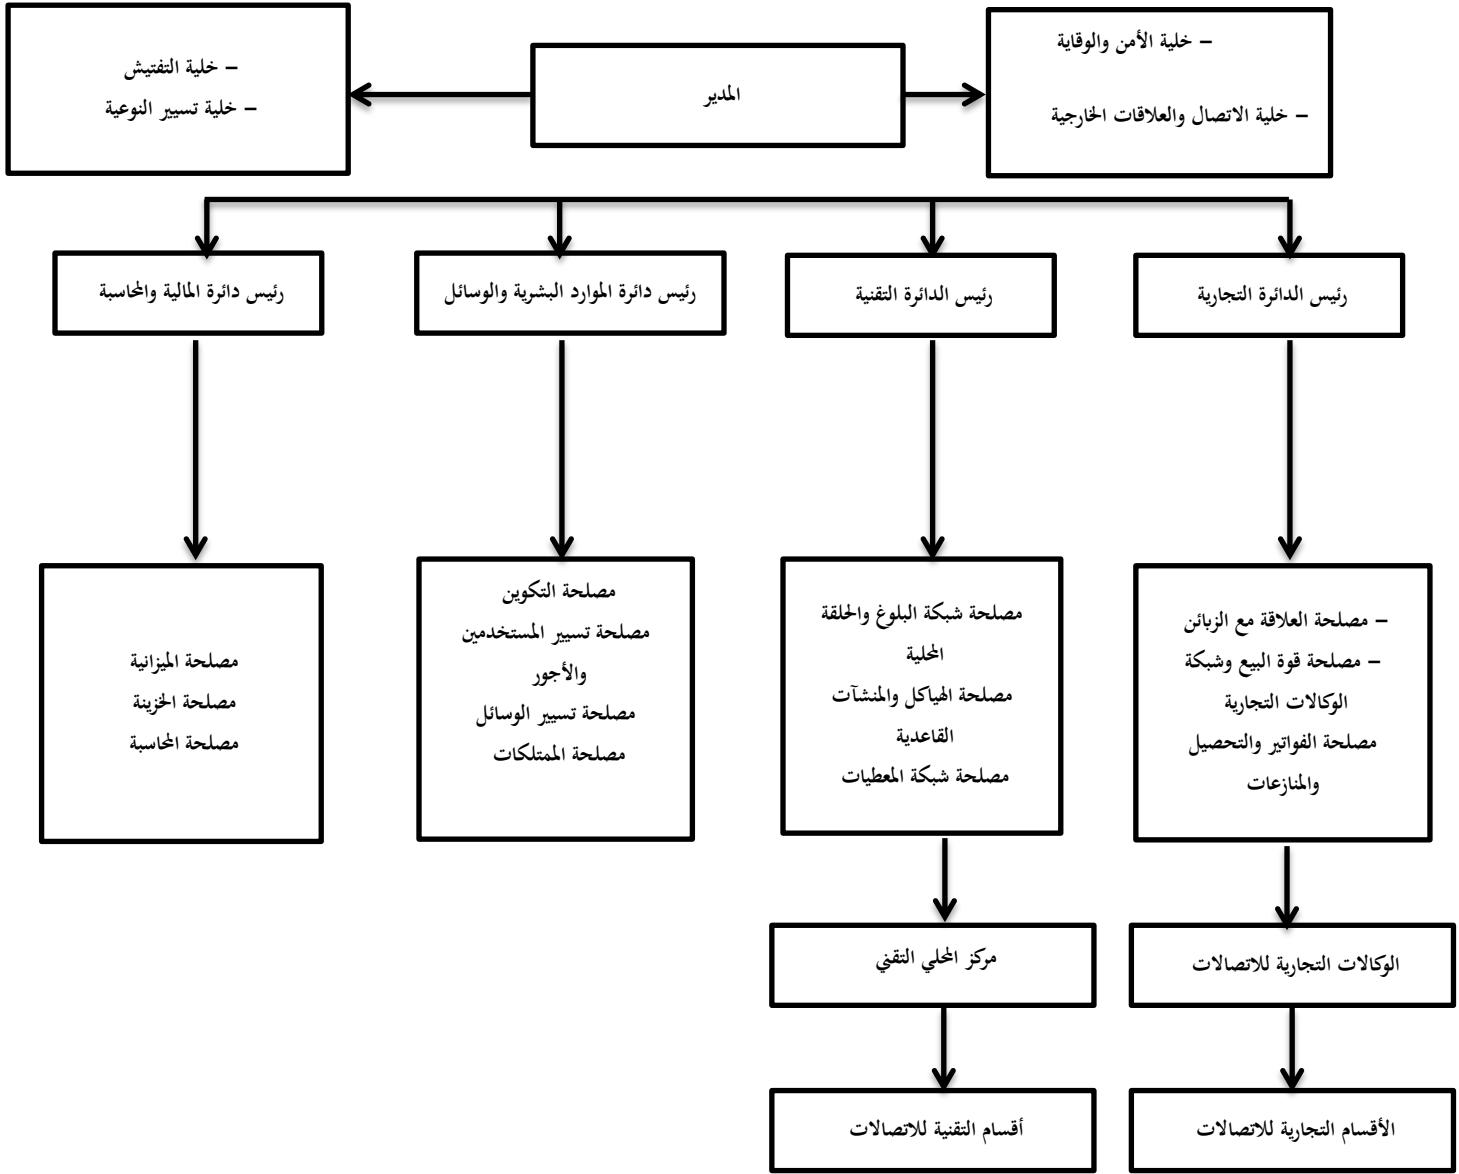 – خلية الأمن والوقاية
– خلية الاتصال والعلاقات الخارجية
المدير
– خلية التفتيش
– خلية تسيير النوعية
رئيس الدائرة التجارية
رئيس الدائرة التقنية
رئيس دائرة الموارد البشرية والوسائل
رئيس دائرة المالية والمحاسبة
– مصلحة العلاقة مع الزبائن
– مصلحة قوة البيع وشبكة
الوكالات التجارية
مصلحة الفواتير والتحصيل
والمنازعات
مصلحة شبكة البلوغ والحلقة
المحلية
مصلحة الهياكل والمنشآت
القاعدية
مصلحة شبكة المعطيات
مصلحة التكوين
مصلحة تسيير المستخدمين
والأجور
مصلحة تسيير الوسائل
مصلحة الممتلكات
مصلحة الميزانية
مصلحة الخزينة
مصلحة المحاسبة
الوكالات التجارية للاتصالات
مركز المحلي التقني
الأقسام التجارية للاتصالات
أقسام التقنية للاتصالات